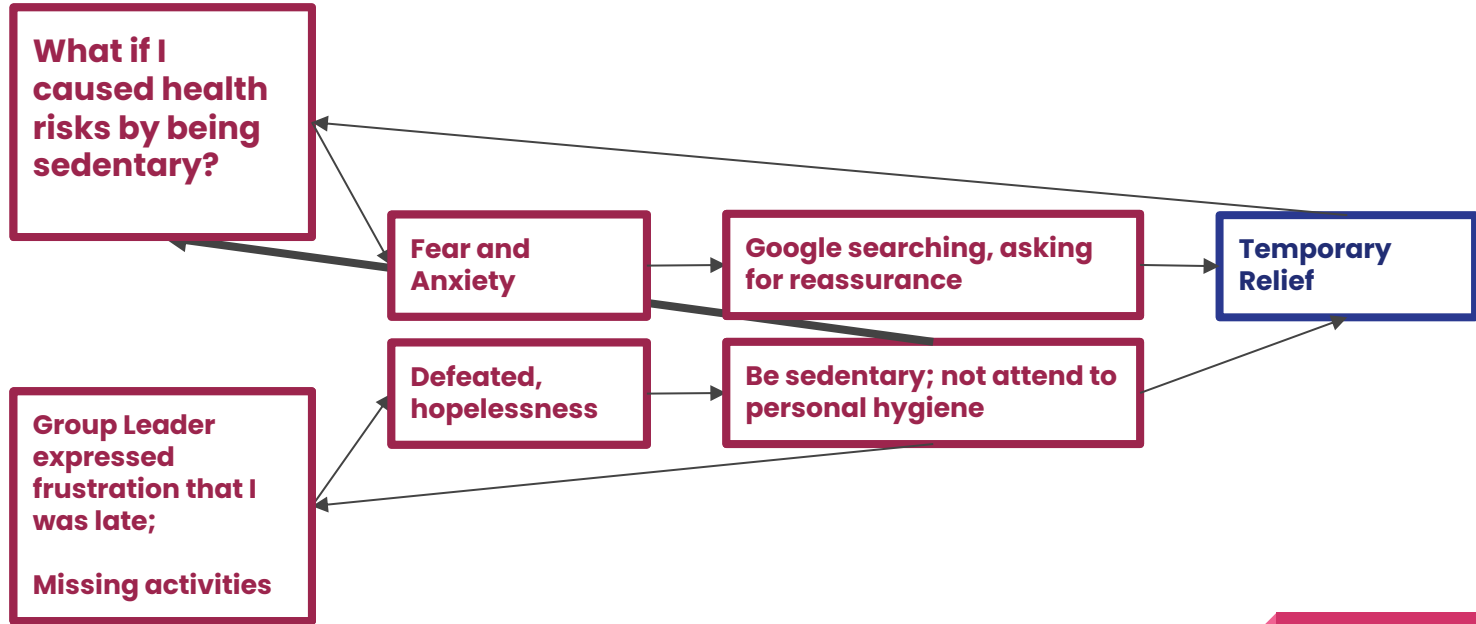 What if I
caused health
risks by being
sedentary?
Fear and
Anxiety
Google searching, asking
for reassurance
Temporary
Relief
Defeated,
hopelessness
Be sedentary; not attend to
personal hygiene
Group Leader
expressed
frustration that I
was late;
Missing activities